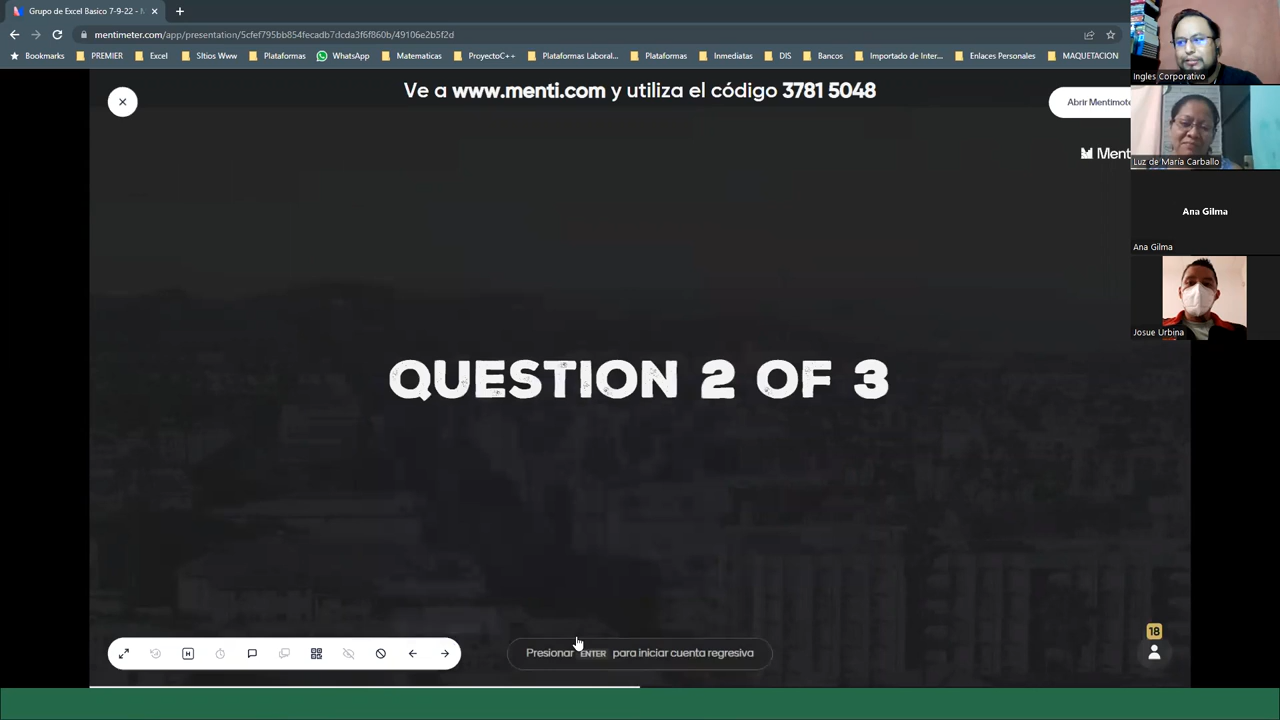 Grupo de Excel Basico 7-9-22 -
mentimeter.com/app/presentation/5cfef795bb854fecadb7dcda3f6f860b/49106e2b5f2d
Bookmarks PREMIER Excel SItios Www Plataformas WhatsApp Matematicas ProyectoC++ Plataformas Laboral... Plataformas Inmediatas DIS Bancos Importado de Inter... Enlaces Personales MAQUETACION
Ve a www.menti.com y utiliza el código 3781 5048
Abrir Mentimote
Ment
QUESTION 2 OF 3
Presionar ENTER para iniciar cuenta regresiva
H
18
Ingles Corporativo
Luz de María Carballo
Ana Gilma
Ana Gilma
Josue Urbina